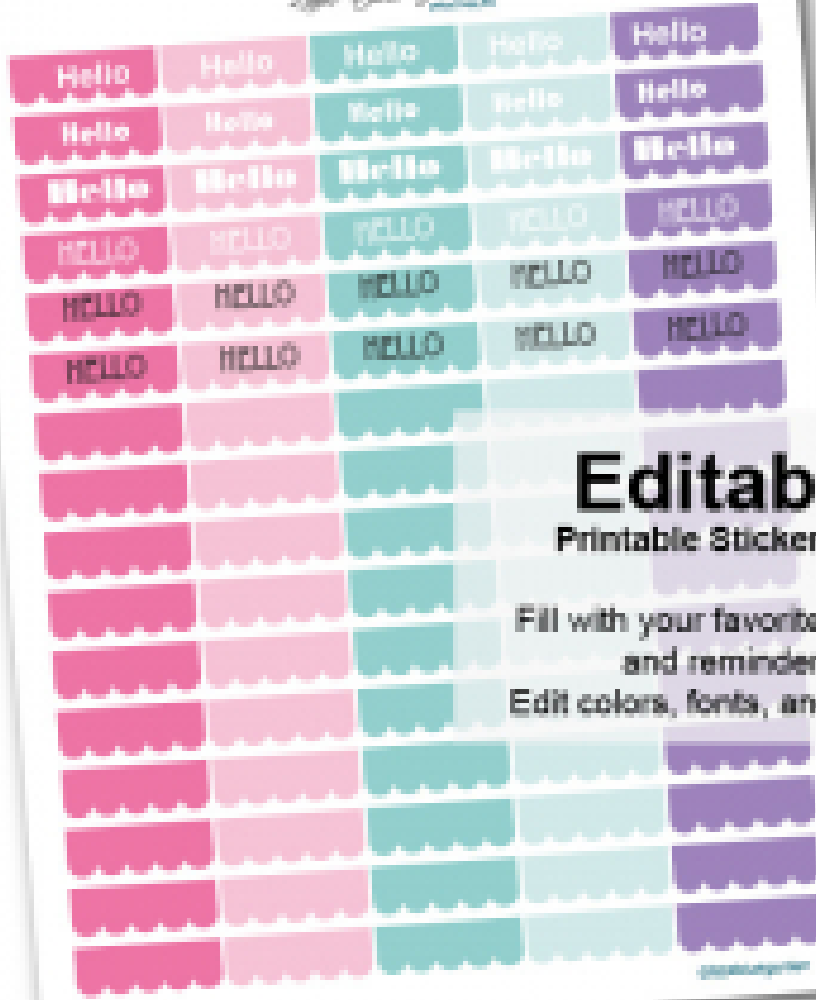 Hello Hello Hello Hello Hello
Hello Hello Hello Hello Hello
Hello Hello Hello Hello Hello
HELLO HELLO HELLO HELLO HELLO
HELLO HELLO HELLO HELLO HELLO
HELLO HELLO HELLO HELLO HELLO
Editab
Printable Sticker
Fill with your favorite
and reminder
Edit colors, fonts, an